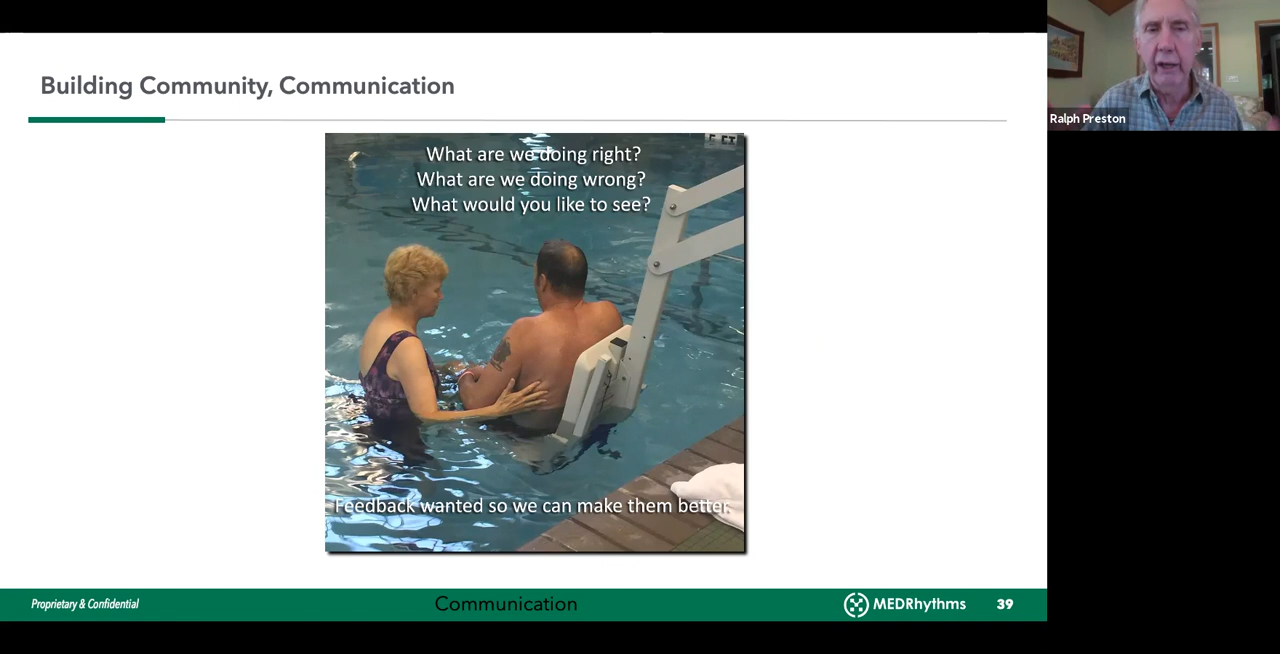 Building Community, Communication
What are we doing right?
What are we doing wrong?
What would you like to see?
Feedback wanted so we can make them better.
Proprietary & Confidential
Communication
MEDRhythms
39
Ralph Preston